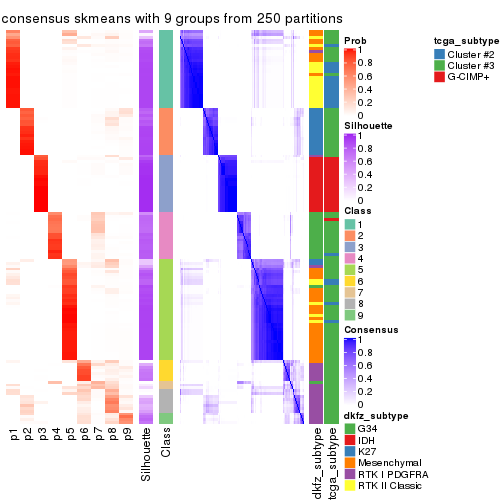 consensus skmeans with 9 groups from 250 partitions
Prob
1
0.8
0.6
0.4
0.2
0
Silhouette
1
0.8
0.6
0.4
0.2
0
Class
1
2
3
4
5
6
7
8
9
Consensus
1
0.8
0.6
0.4
0.2
0
dkfz_subtype
G34
IDH
K27
Mesenchymal
RTK I PDGFRA
RTK II Classic
tcga_subtype
Cluster #2
Cluster #3
G-CIMP+
p1
p2
p3
p4
p5
p6
p7
p8
p9
Silhouette
Class
dkfz_subtype
tcga_subtype